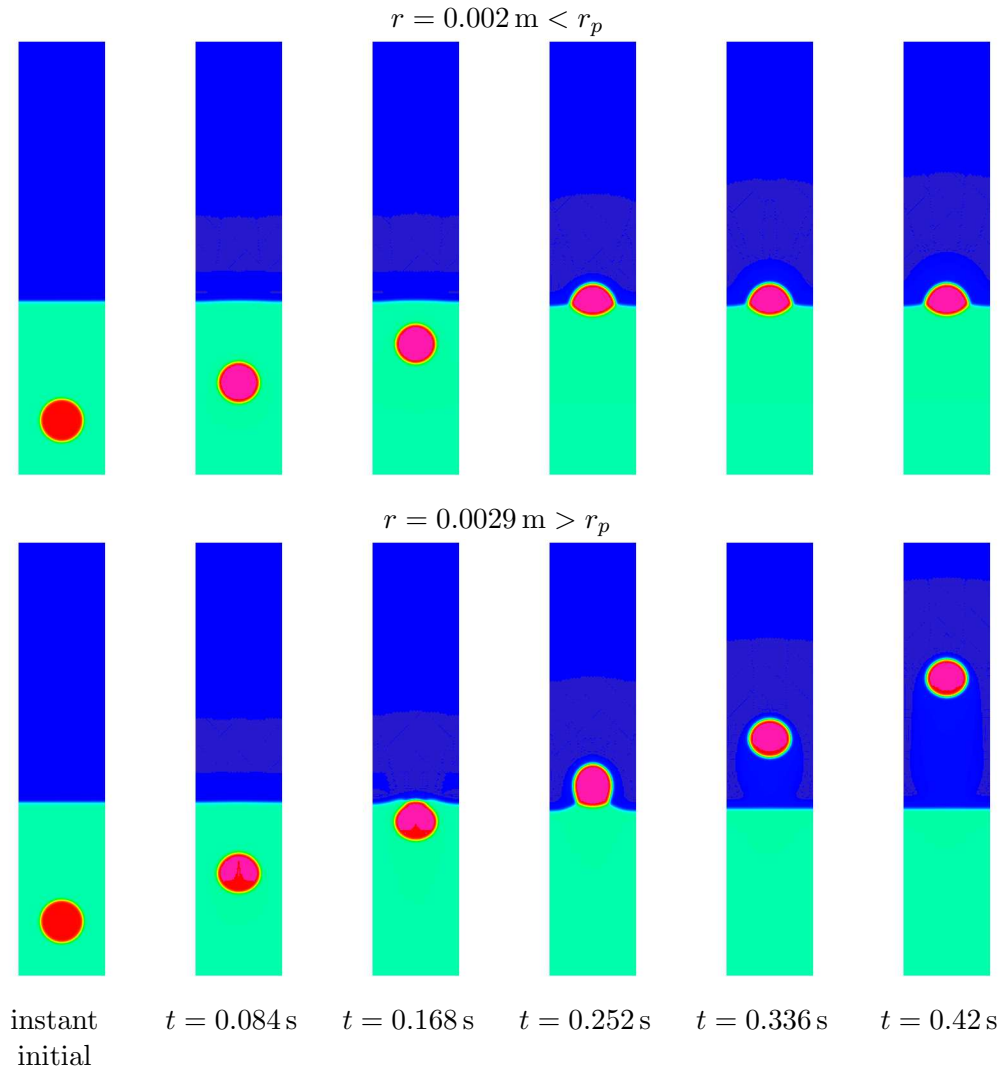 r = 0.002 m < r_p
r = 0.0029 m > r_p
instant initial
t = 0.084 s
t = 0.168 s
t = 0.252 s
t = 0.336 s
t = 0.42 s